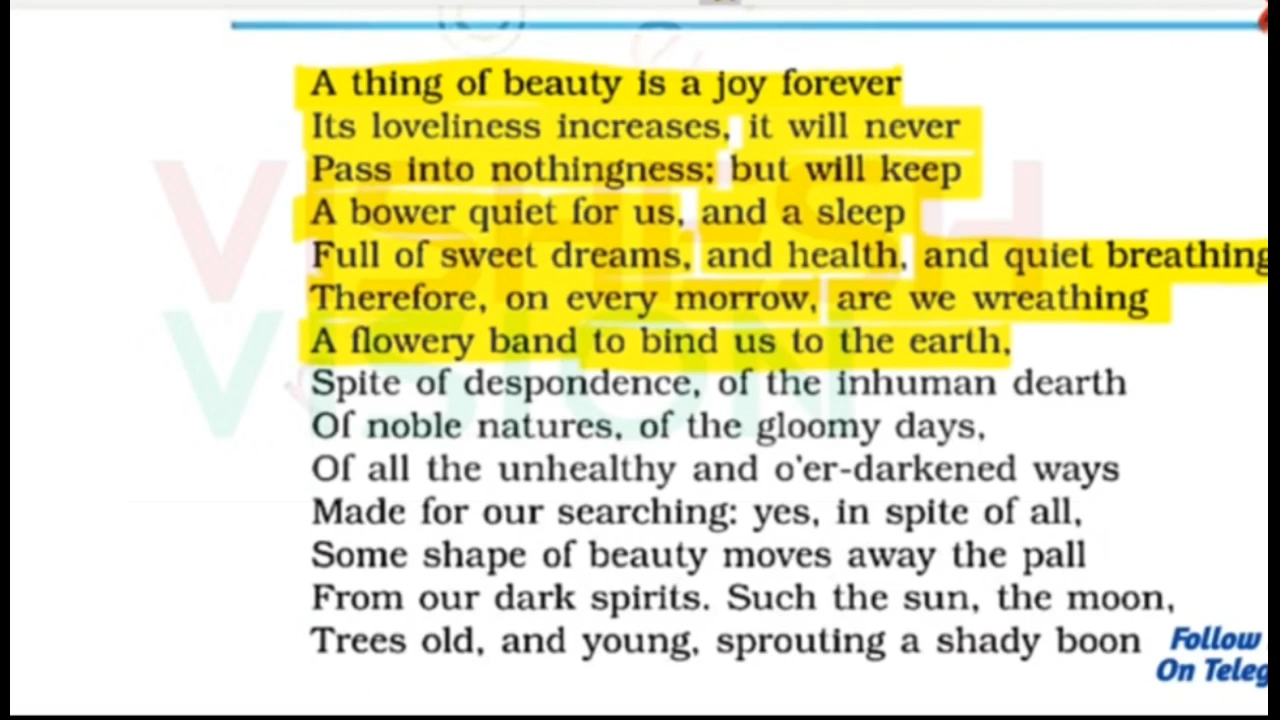 A thing of beauty is a joy forever
Its loveliness increases, it will never
Pass into nothingness; but will keep
A bower quiet for us, and a sleep
Full of sweet dreams, and health, and quiet breathing
Therefore, on every morrow, are we wreathing
A flowery band to bind us to the earth,
Spite of despondence, of the inhuman dearth
Of noble natures, of the gloomy days,
Of all the unhealthy and o'er-darkened ways
Made for our searching: yes, in spite of all,
Some shape of beauty moves away the pall
From our dark spirits. Such the sun, the moon,
Trees old, and young, sprouting a shady boon
Follow
On Teleg
VISION